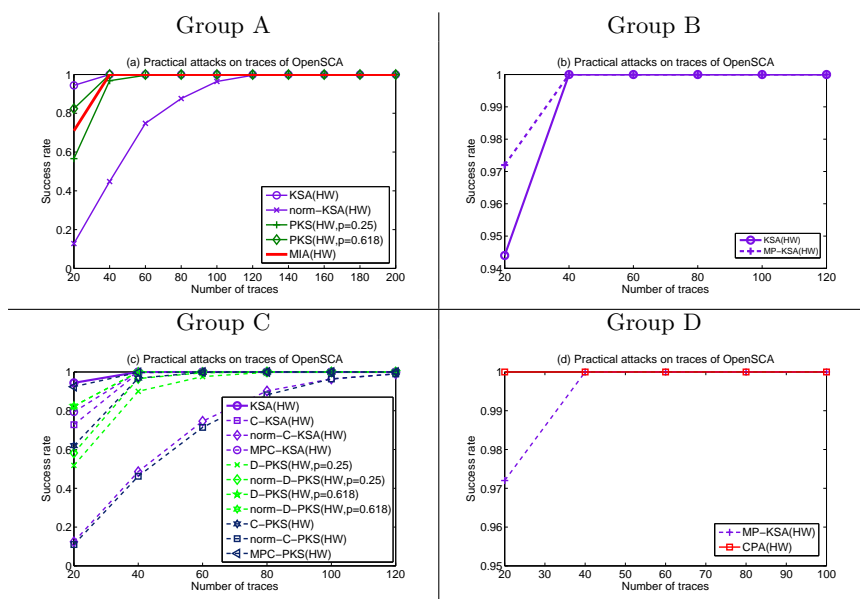 Group A
(a) Practical attacks on traces of OpenSCA
Success rate
1
0.8
0.6
0.4
0.2
0
20 40 60 80 100 120 140 160 180 200
Number of traces
KSA(HW)
norm−KSA(HW)
PKS(HW,p=0.25)
PKS(HW,p=0.618)
MIA(HW)
Group B
(b) Practical attacks on traces of OpenSCA
Success rate
1
0.99
0.98
0.97
0.96
0.95
0.94
20 40 60 80 100 120
Number of traces
KSA(HW)
MP−KSA(HW)
Group C
(c) Practical attacks on traces of OpenSCA
Success rate
1
0.8
0.6
0.4
0.2
0
20 40 60 80 100 120
Number of traces
KSA(HW)
C−KSA(HW)
norm−C−KSA(HW)
MPC−KSA(HW)
D−PKS(HW,p=0.25)
norm−D−PKS(HW,p=0.25)
D−PKS(HW,p=0.618)
norm−D−PKS(HW,p=0.618)
C−PKS(HW)
norm−C−PKS(HW)
MPC−PKS(HW)
Group D
(d) Practical attacks on traces of OpenSCA
Success rate
1
0.99
0.98
0.97
0.96
0.95
20 30 40 50 60 70 80 90 100
Number of traces
MP−KSA(HW)
CPA(HW)